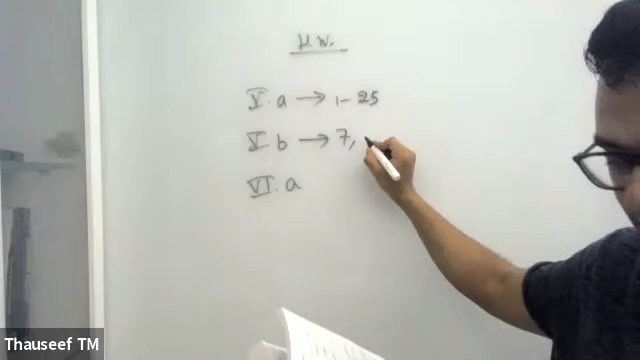 H.W.
V. a → 1-25
V. b → 7,
VI. a
Thauseef TM